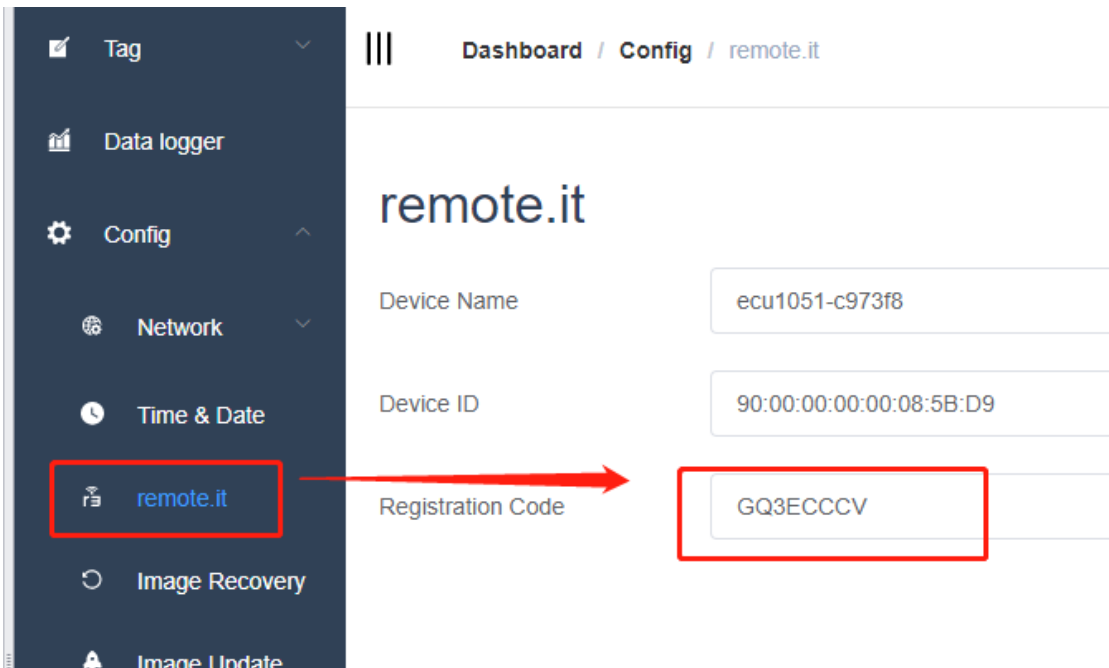 Tag
Dashboard / Config / remote.it
Data logger
Config
Network
Time & Date
remote.it
Image Recovery
Image Update
remote.it
Device Name
ecu1051-c973f8
Device ID
90:00:00:00:00:08:5B:D9
Registration Code
GQ3ECCCV